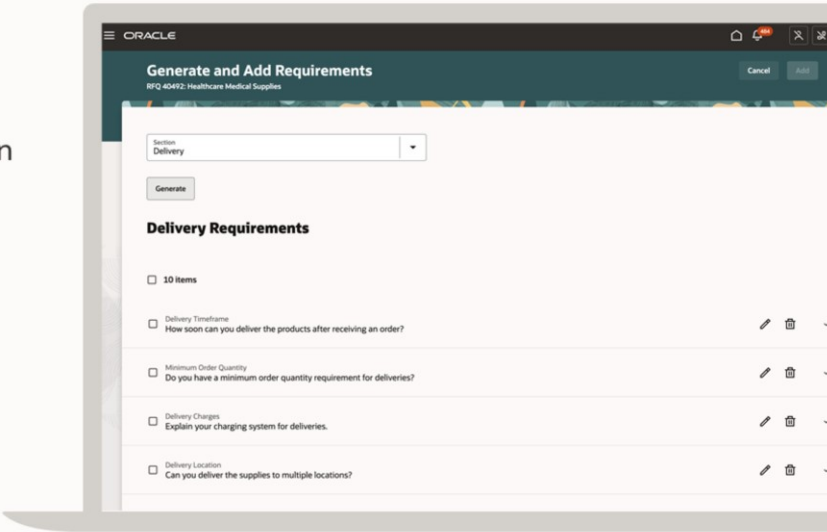 n
ORACLE
484
Generate and Add Requirements
RFQ 40492: Healthcare Medical Supplies
Cancel
Add
Section
Delivery
Generate
Delivery Requirements
10 items
Delivery Timeframe
How soon can you deliver the products after receiving an order?
Minimum Order Quantity
Do you have a minimum order quantity requirement for deliveries?
Delivery Charges
Explain your charging system for deliveries.
Delivery Location
Can you deliver the supplies to multiple locations?